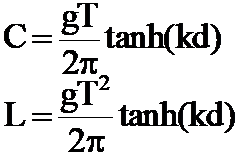 C = gT/2π tanh(kd)
L = gT²/2π tanh(kd)